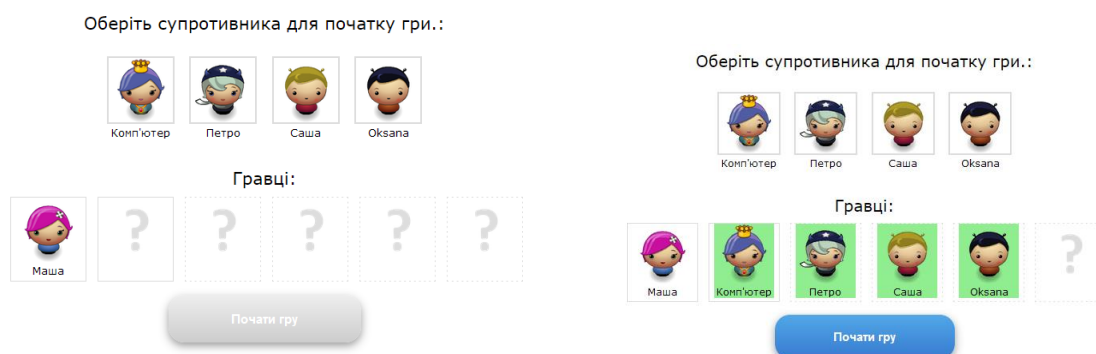 Оберіть супротивника для початку гри.:
Комп'ютер Петро Саша Oksana
Гравці:
? ? ? ? ?
Маша
Почати гру
Оберіть супротивника для початку гри.:
Комп'ютер Петро Саша Oksana
Гравці:
?
Маша Комп'ютер Петро Саша Oksana
Почати гру